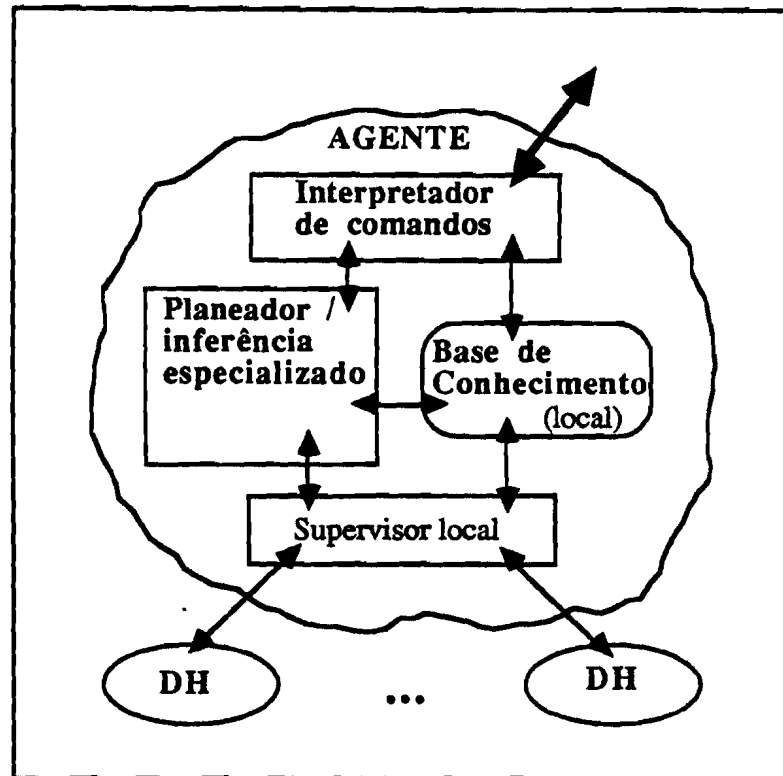 AGENTE
Interpretador
de comandos
Planeador /
inferência
especializado
Base de
Conhecimento
(local)
Supervisor local
DH
...
DH